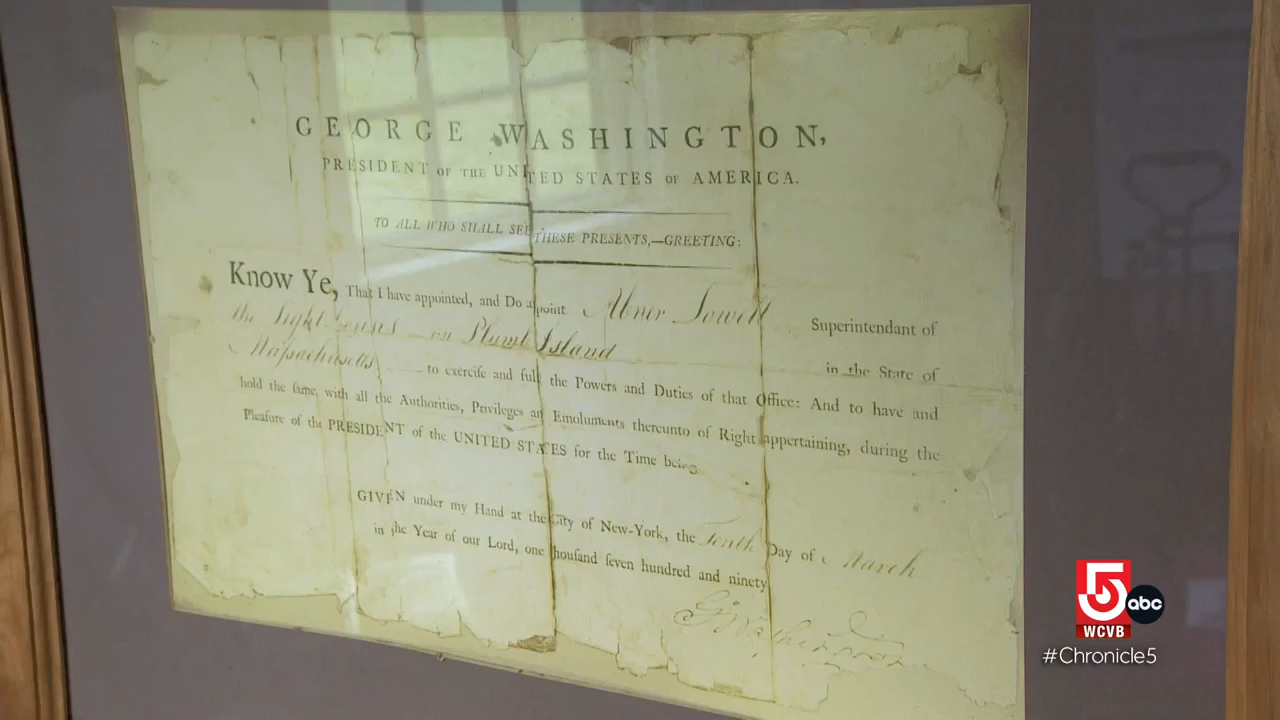 GEORGE WASHINGTON,
PRESIDENT OF THE UNITED STATES OF AMERICA.
TO ALL WHO SHALL SEE THESE PRESENTS,—GREETING:
Know Ye, That I have appointed, and Do appoint Abner Lowell Superintendant of
the Light-houses on Plumb Island in the State of
Maſsachusetts to exerciſe and fulfil the Powers and Duties of that Office: And to have and
hold the ſame, with all the Authorities, Privileges and Emoluments thereunto of Right appertaining, during the
Pleaſure of the PRESIDENT of the UNITED STATES for the Time being.
GIVEN under my Hand at the City of New-York, the Tenth Day of March
in the Year of our Lord, one thouſand ſeven hundred and ninety
G Washington
5 abc
WCVB
#Chronicle5